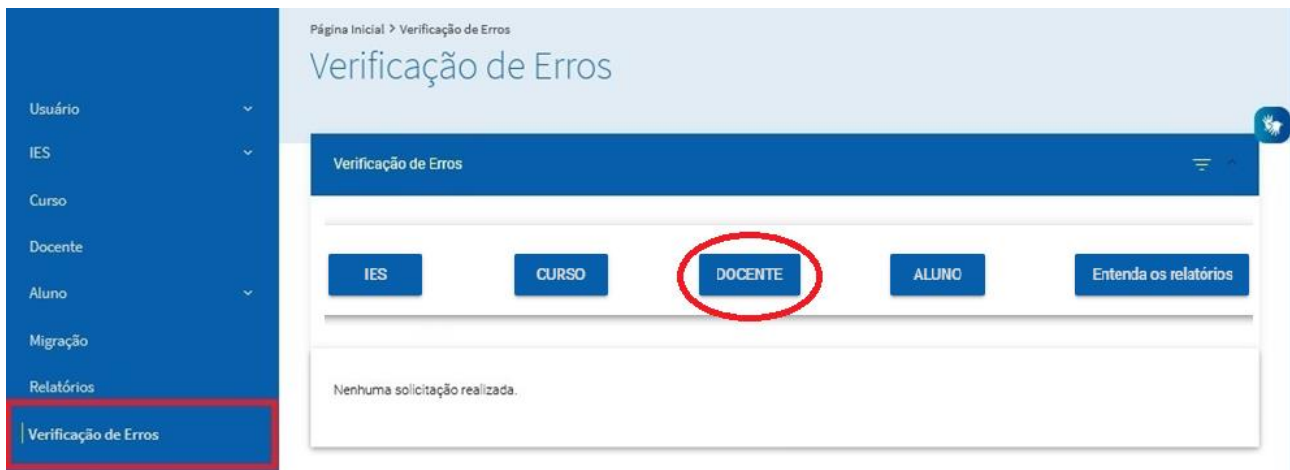 Página Inicial > Verificação de Erros
Verificação de Erros
Usuário
IES
Curso
Docente
Aluno
Migração
Relatórios
Verificação de Erros
Verificação de Erros
IES
CURSO
DOCENTE
ALUNO
Entenda os relatórios
Nenhuma solicitação realizada.